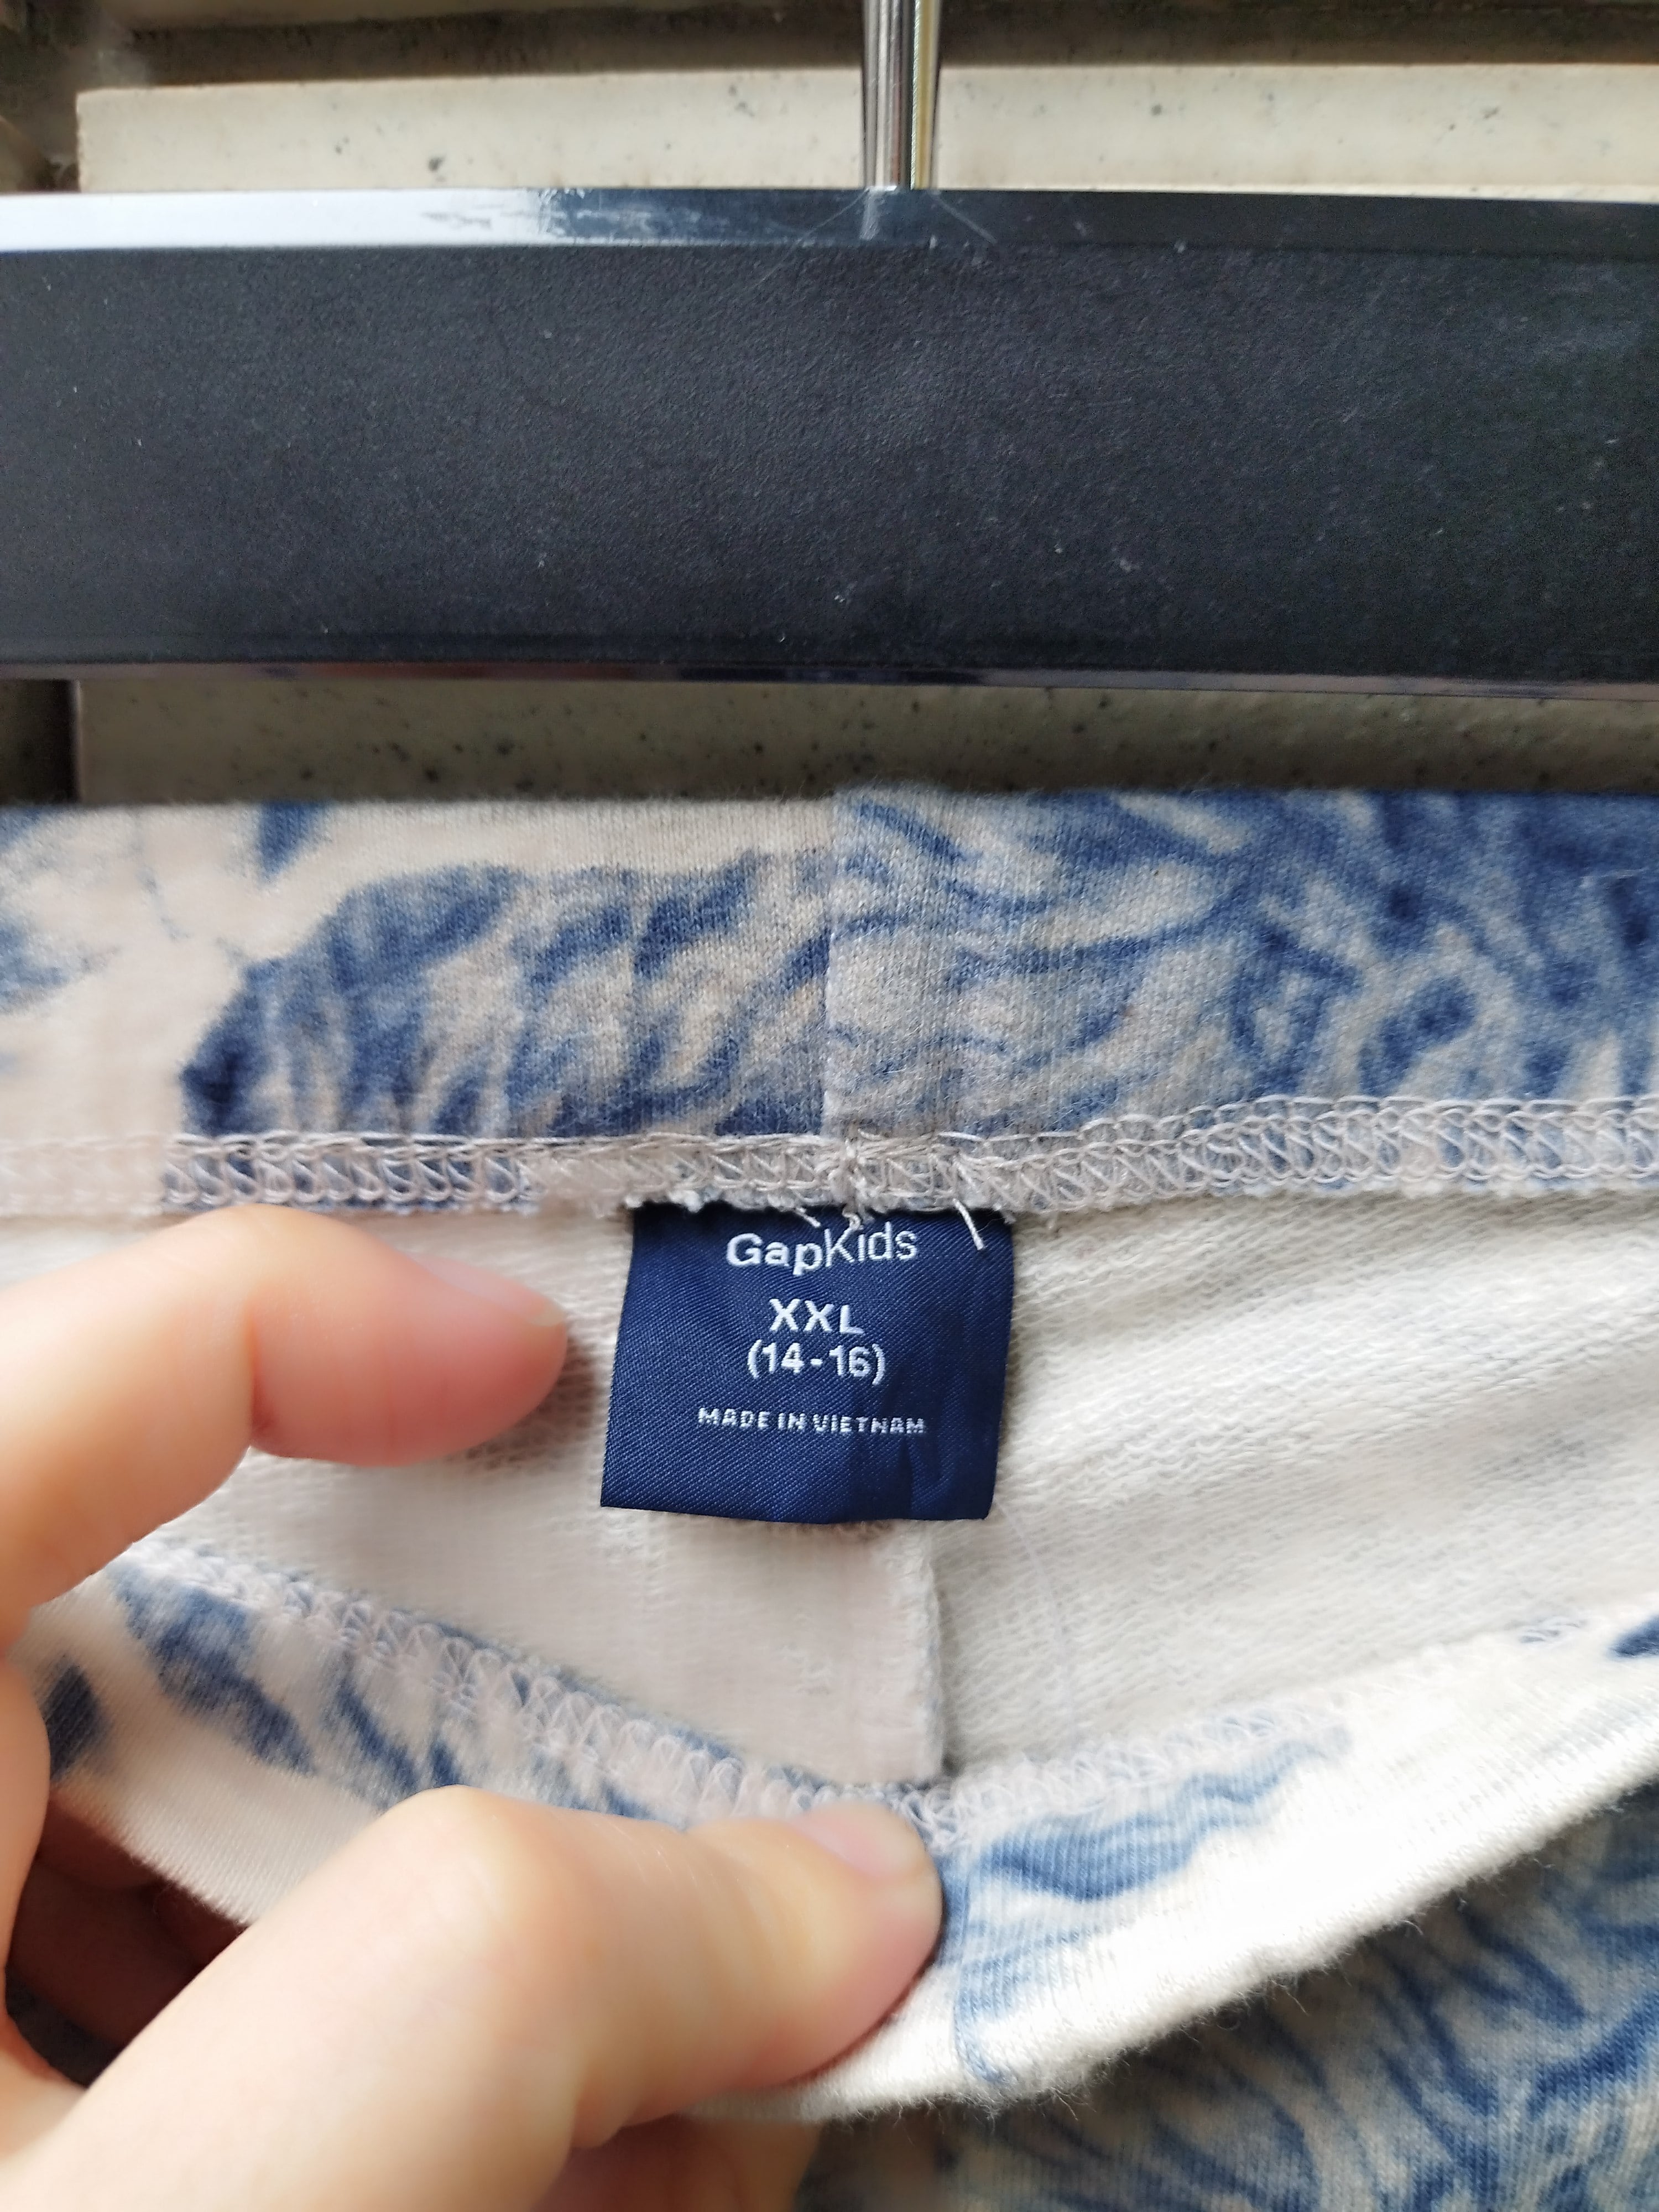 GapKids
XXL
(14-16)
MADE IN VIETNAM